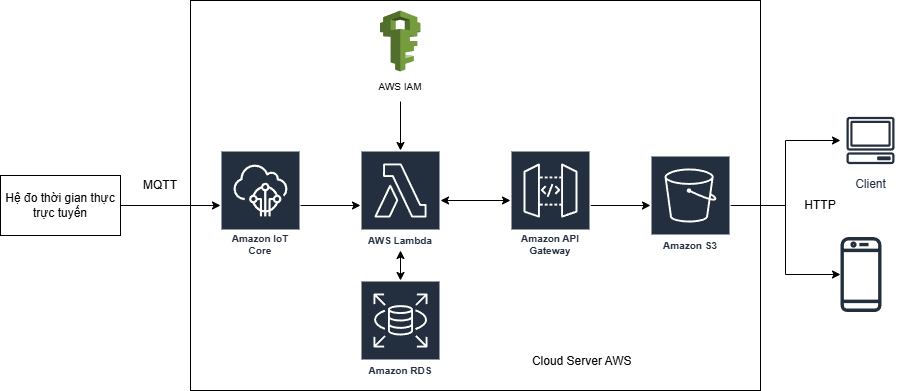 AWS IAM
Hệ đo thời gian thực
trực tuyến
MQTT
Amazon IoT
Core
AWS Lambda
Amazon API
Gateway
Amazon S3
HTTP
Client
Amazon RDS
Cloud Server AWS